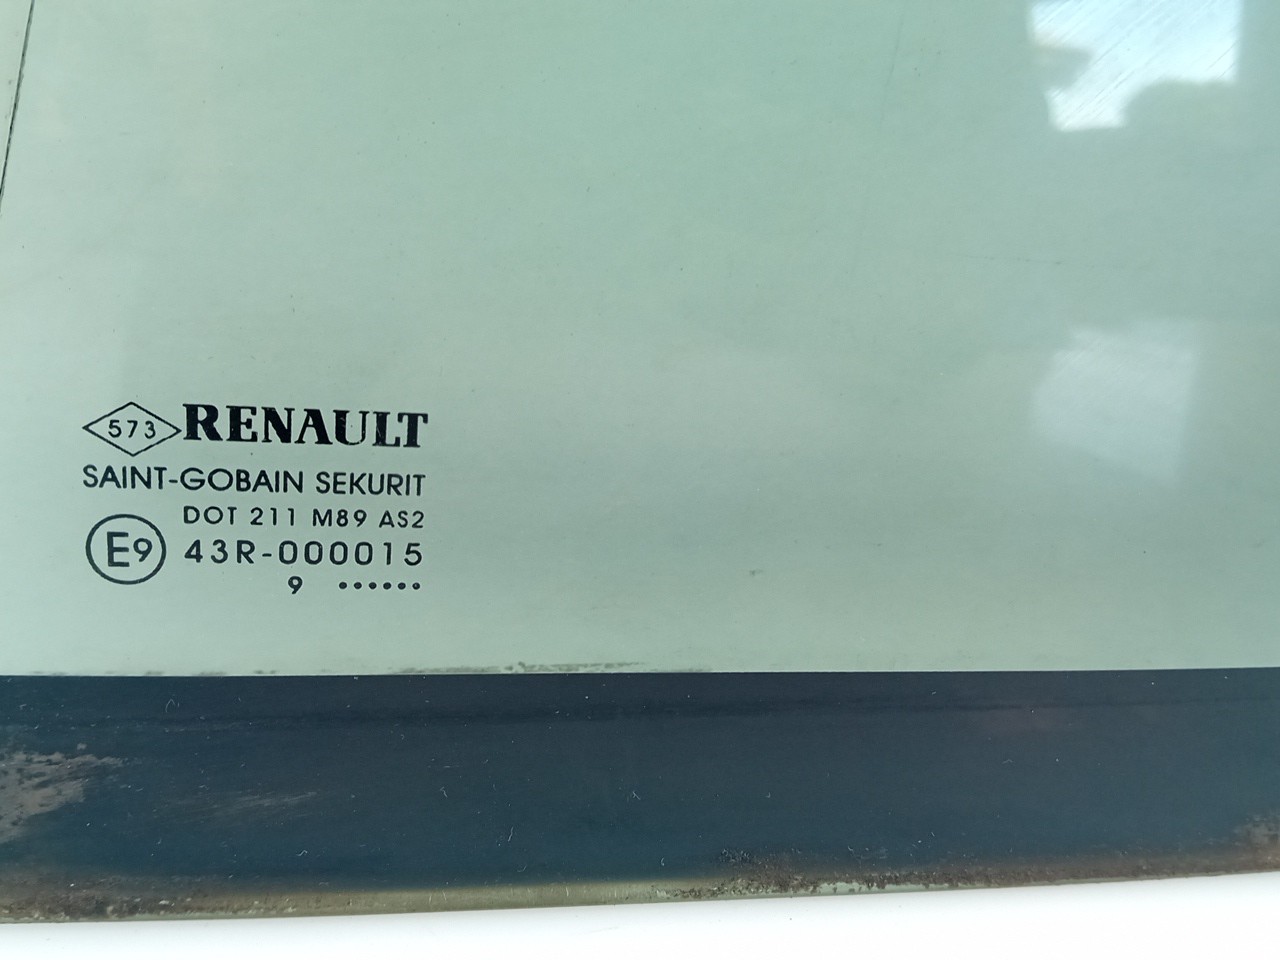 573 RENAULT
SAINT-GOBAIN SEKURIT
DOT 211 M89 AS2
E9 43R-000015
9 ......